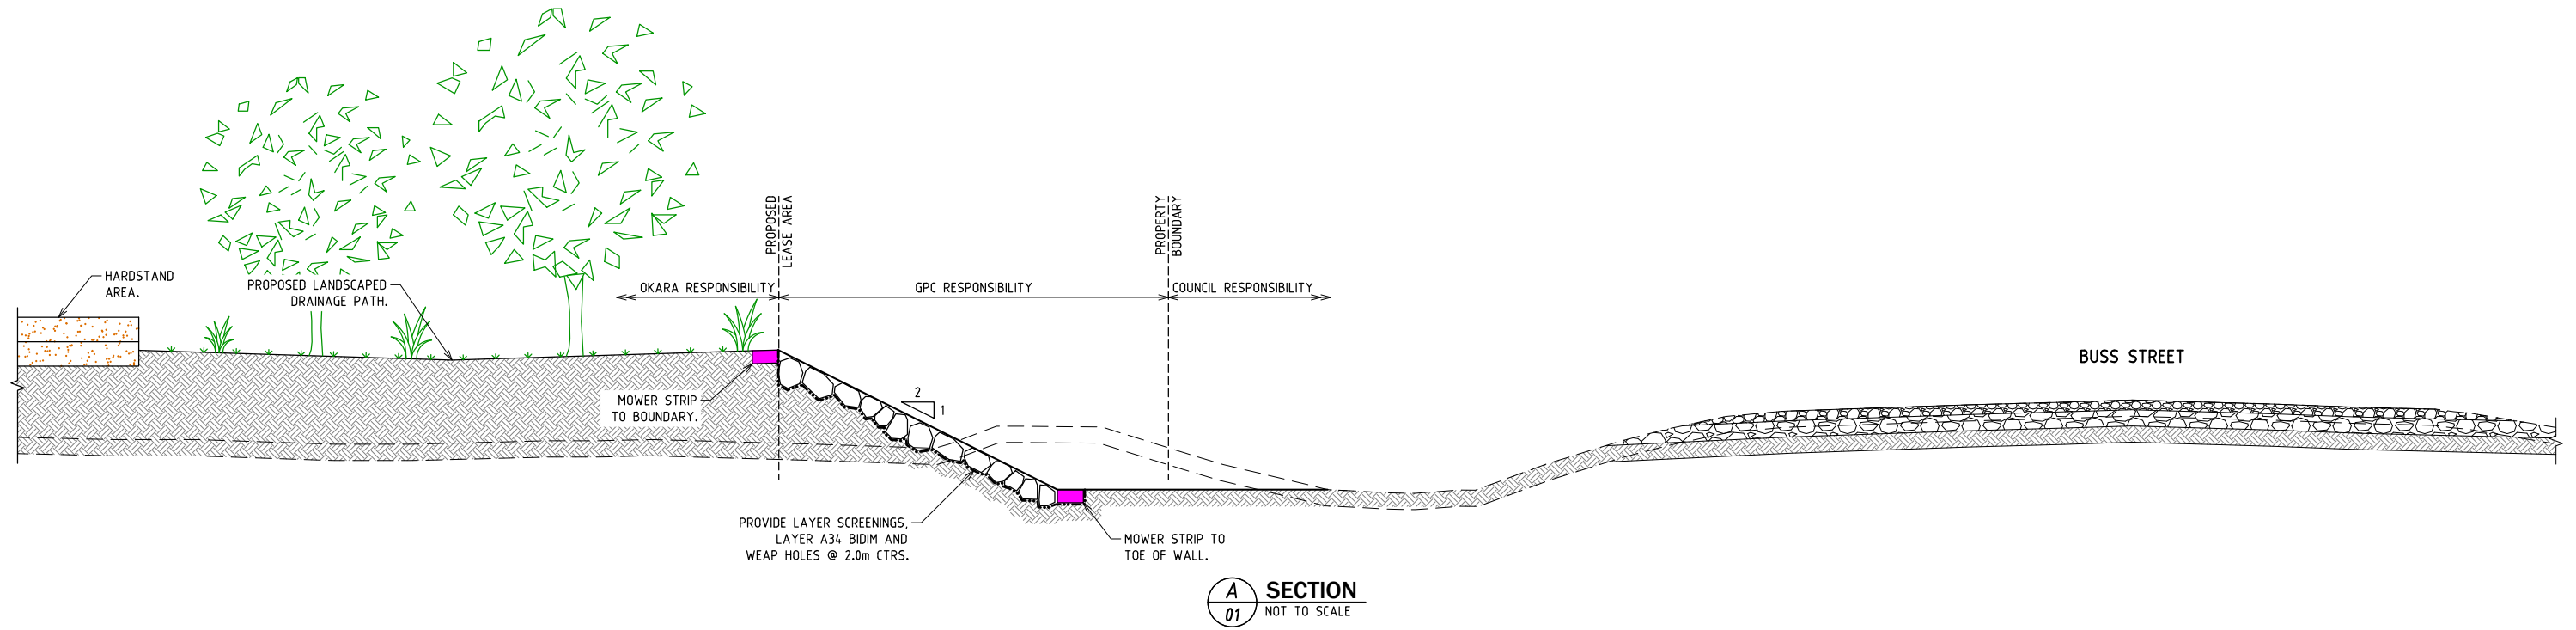 HARDSTAND
AREA.
PROPOSED LANDSCAPED
DRAINAGE PATH.
OKARA RESPONSIBILITY
PROPOSED
LEASE AREA
GPC RESPONSIBILITY
PROPERTY
BOUNDARY
COUNCIL RESPONSIBILITY
BUSS STREET
MOWER STRIP
TO BOUNDARY.
2
1
PROVIDE LAYER SCREENINGS,
LAYER A34 BIDIM AND
WEAP HOLES @ 2.0m CTRS.
MOWER STRIP TO
TOE OF WALL.
A
01
SECTION
NOT TO SCALE